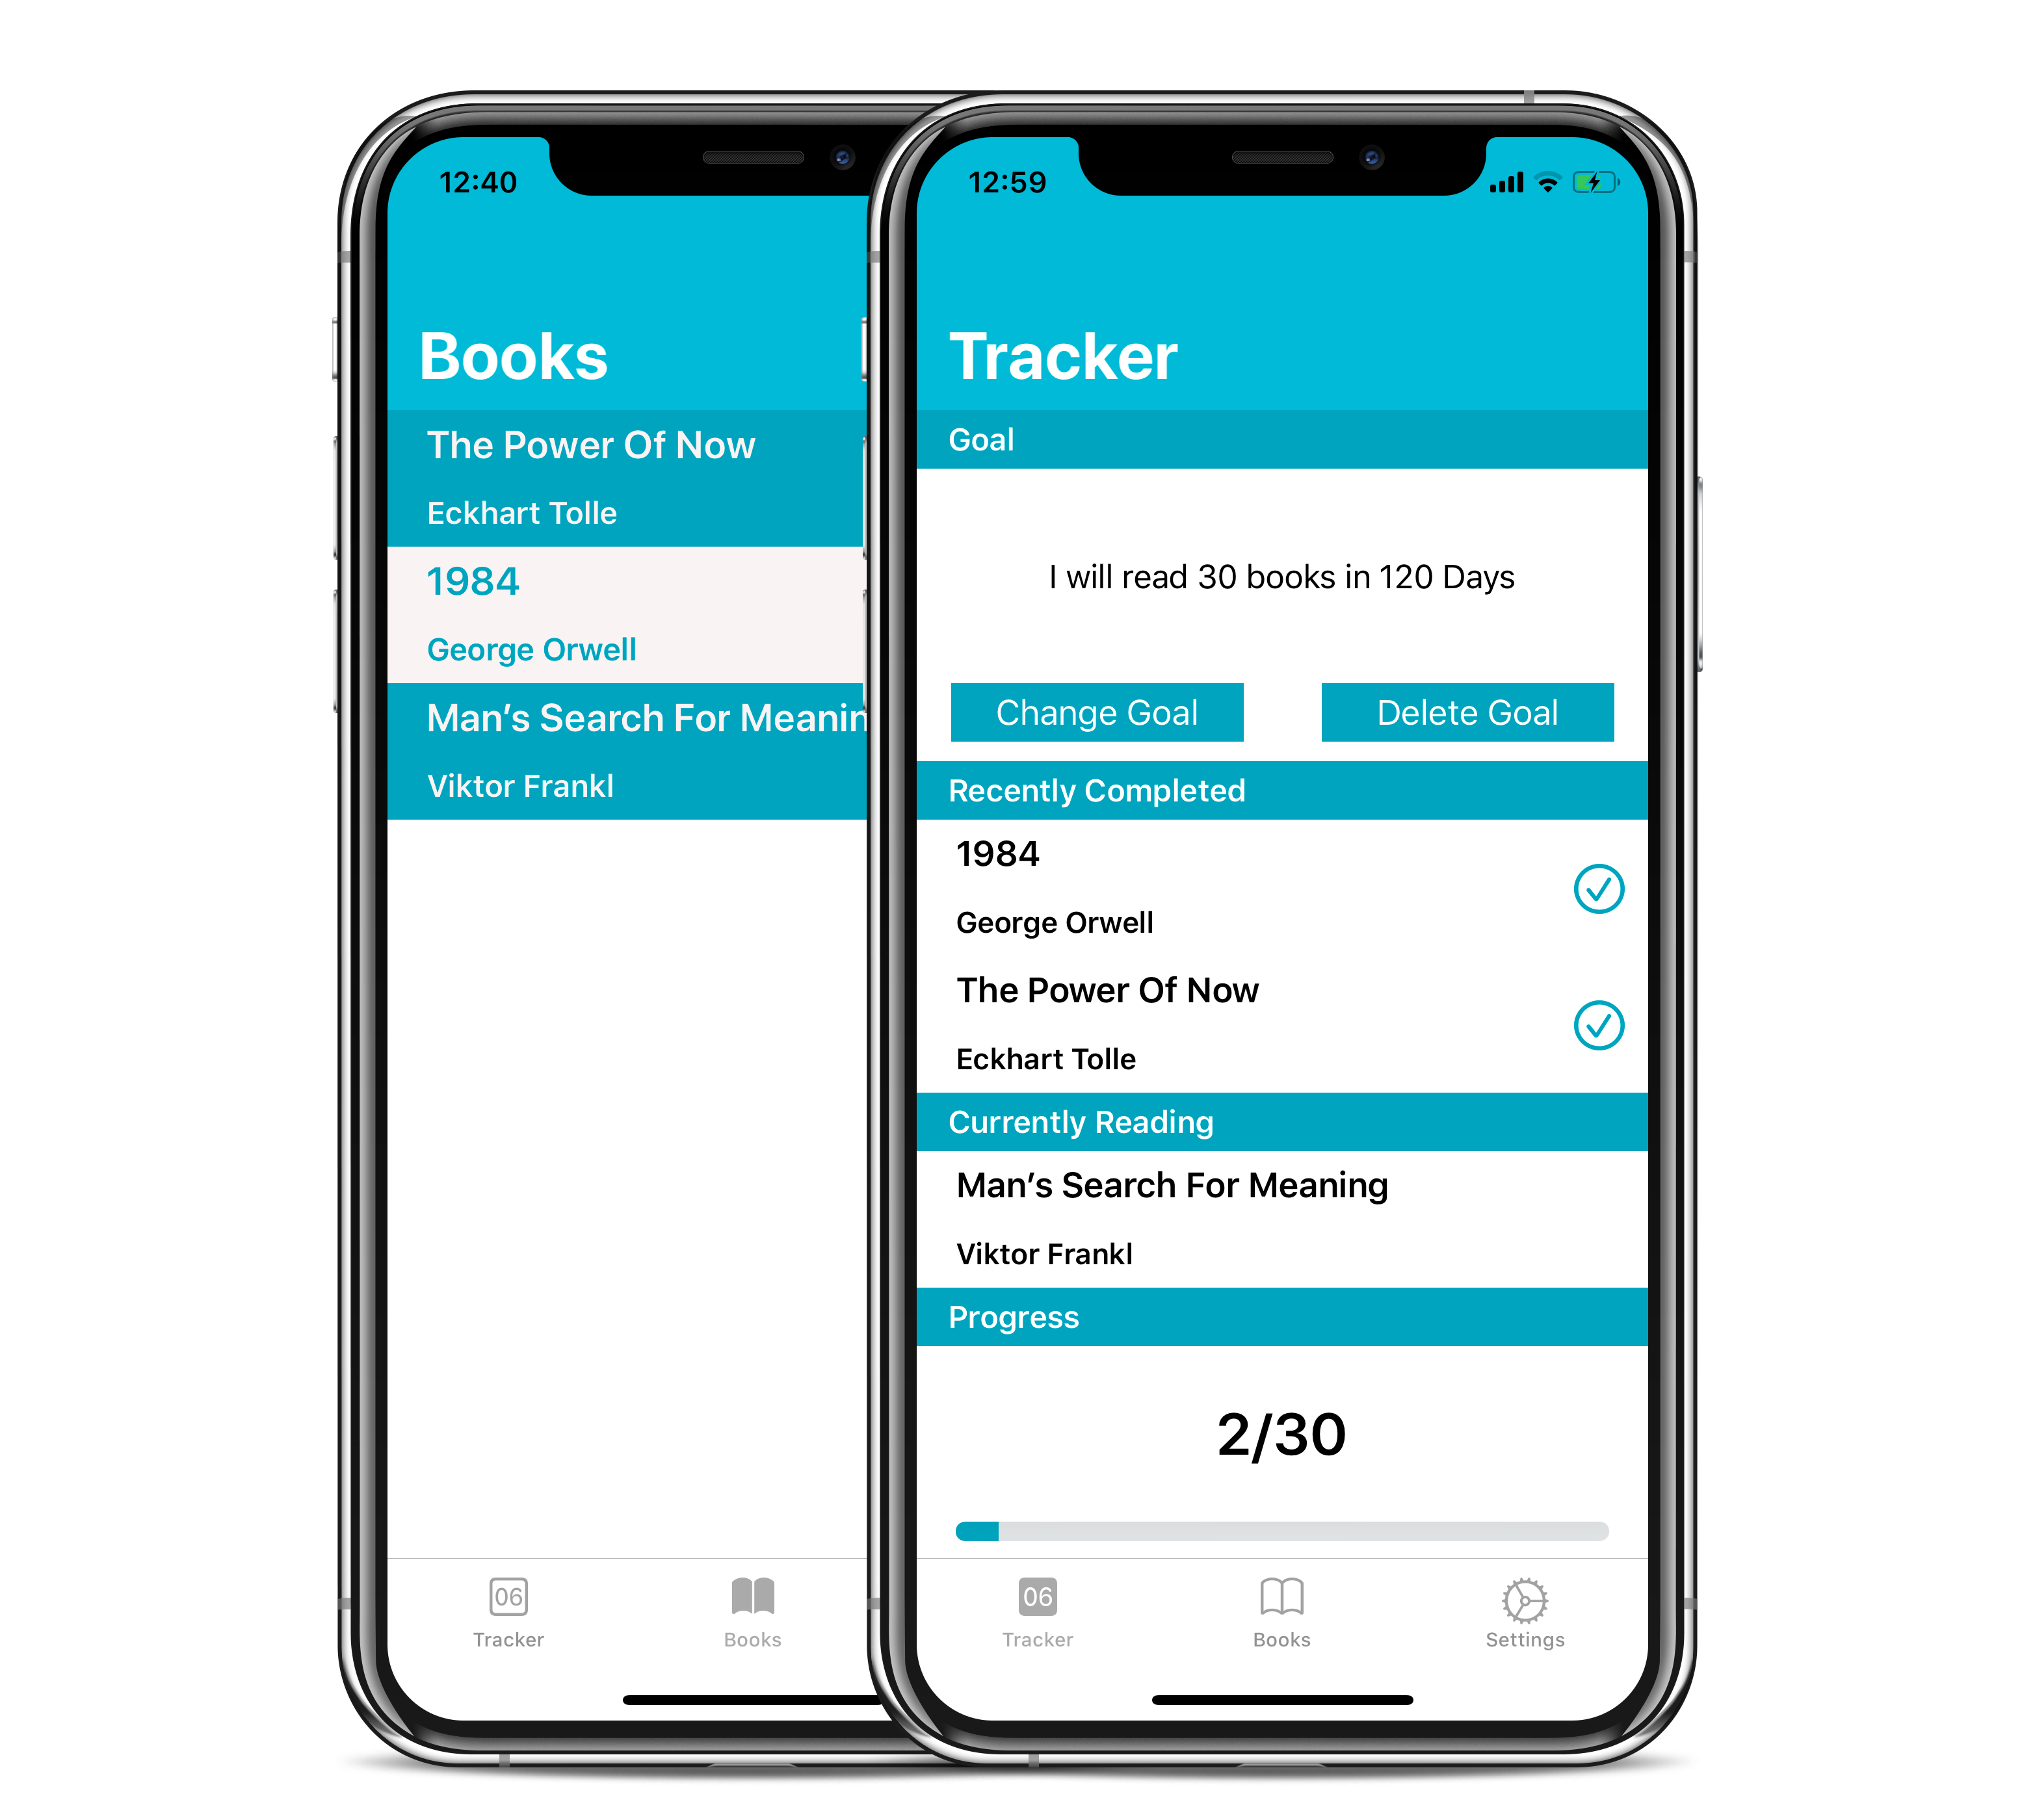 12:40
Books
The Power Of Now
Eckhart Tolle
1984
George Orwell
Man's Search For Meanin
Viktor Frankl
06
Tracker
Books
12:59
Tracker
Goal
I will read 30 books in 120 Days
Change Goal
Delete Goal
Recently Completed
1984
George Orwell
The Power Of Now
Eckhart Tolle
Currently Reading
Man's Search For Meaning
Viktor Frankl
Progress
2/30
06
Tracker
Books
Settings